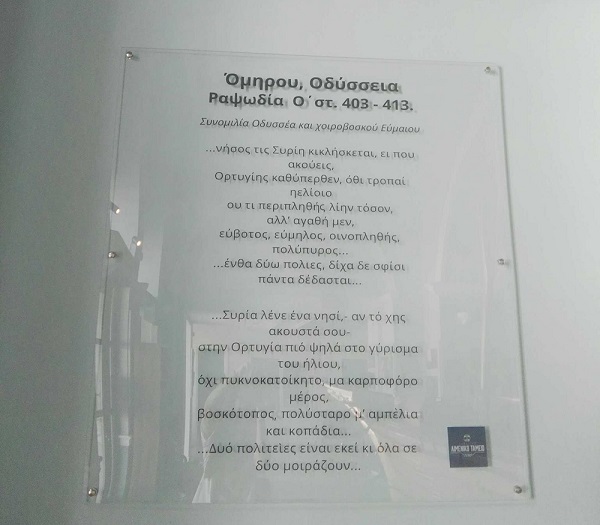 Όμηρου, Οδύσσεια
Ραψωδία Ο΄στ. 403 - 413.
Συνομιλία Οδυσσέα και χοιροβοσκού Εύμαιου
...νήσος τις Συρίη κικλήσκεται, ει που
ακούεις,
Ορτυγίης καθύπερθεν, όθι τροπαί
ηελίοιο
ου τι περιπληθής λίην τόσον,
αλλ' αγαθή μεν,
εύβοτος, εύμηλος, οινοπληθής,
πολύπυρος...
...ένθα δύω πολιες, δίχα δε σφίσι
πάντα δέδασται...
...Συρία λένε ένα νησί,- αν τό χης
ακουστά σου-
στην Ορτυγία πιό ψηλά στο γύρισμα
του ήλιου,
όχι πυκνοκατοίκητο, μα καρποφόρο
μέρος,
βοσκότοπος, πολύσταρο μ' αμπέλια
και κοπάδια...
...Δυό πολιτείες είναι εκεί κι όλα σε
δύο μοιράζουν...
ΛΙΜΕΝΙΚΟ ΤΑΜΕΙΟ